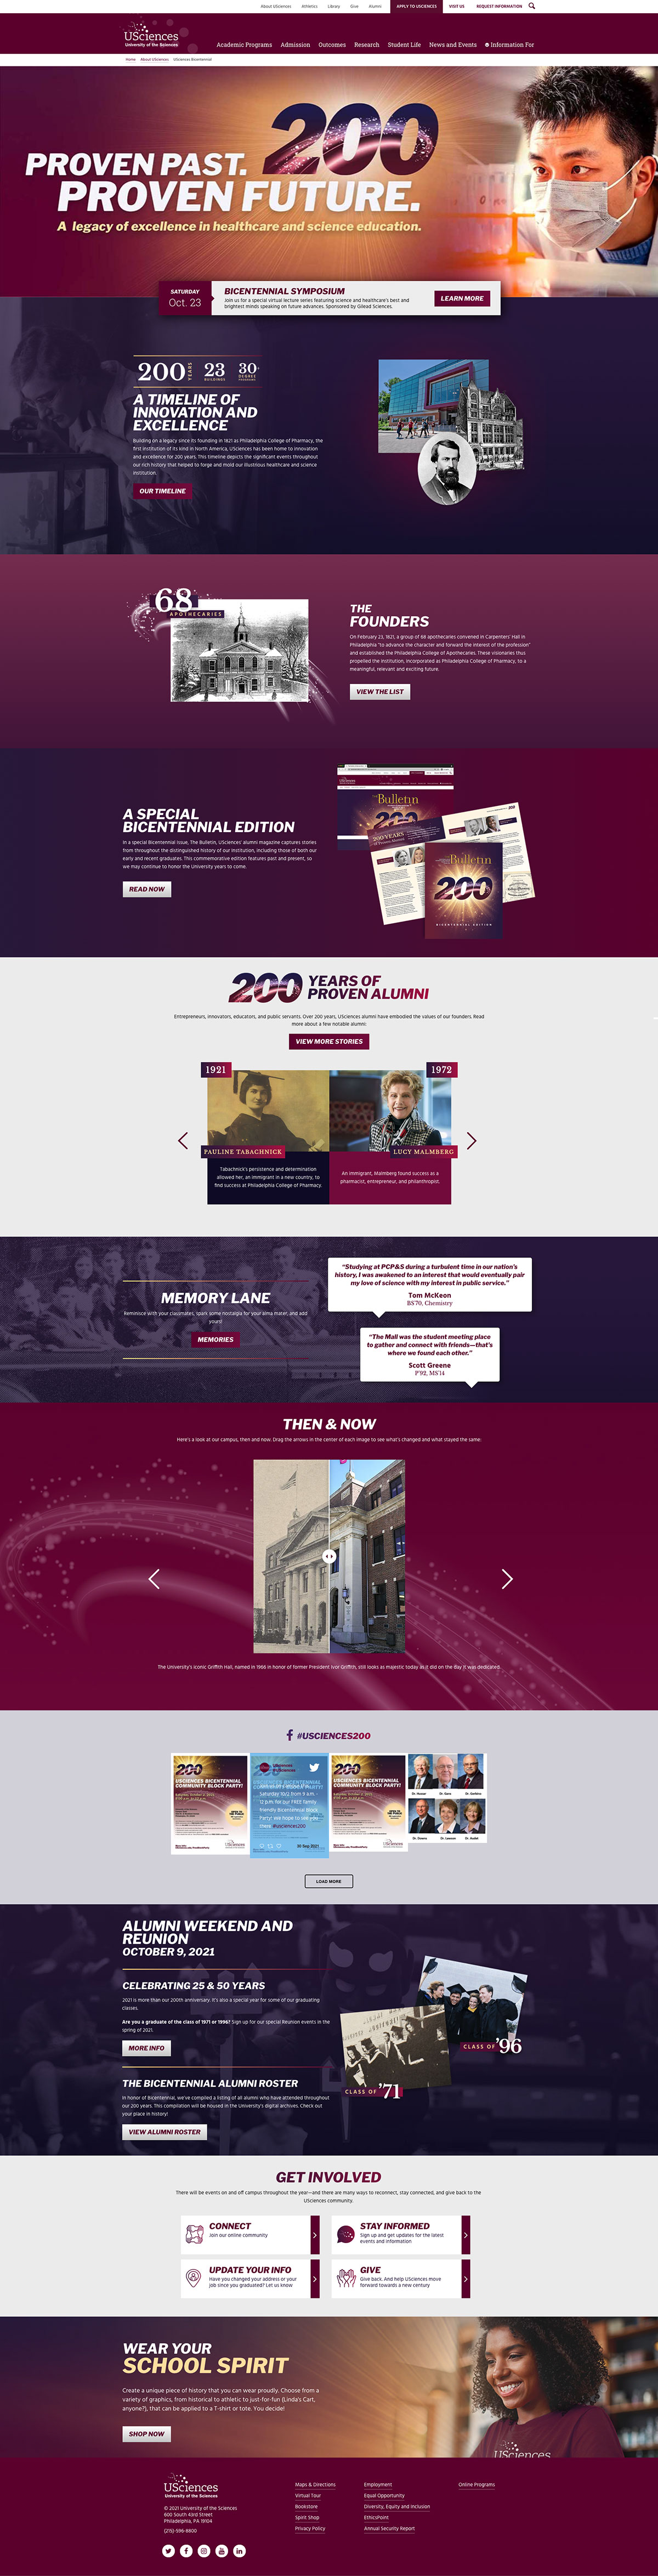 About USciences Athletics Library Give Alumni APPLY TO USCIENCES VISIT US REQUEST INFORMATION
USciences
University of the Sciences
Academic Programs Admission Outcomes Research Student Life News and Events Information For
Home About USciences USciences Bicentennial
200
PROVEN PAST.
PROVEN FUTURE.
A legacy of excellence in healthcare and science education.
SATURDAY
Oct. 23
BICENTENNIAL SYMPOSIUM
Join us for a special virtual lecture series featuring science and healthcare's best and
brightest minds speaking on future advances. Sponsored by Gilead Sciences.
LEARN MORE
200 YEARS 23 BUILDINGS 30+ DEGREE PROGRAMS
A TIMELINE OF
INNOVATION AND
EXCELLENCE
Building on a legacy since its founding in 1821 as Philadelphia College of Pharmacy, the
first institution of its kind in North America, USciences has been home to innovation
and excellence for 200 years. This timeline depicts the significant events throughout
our rich history that helped to forge and mold our illustrious healthcare and science
institution.
OUR TIMELINE
68
APOTHECARIES
THE
FOUNDERS
On February 23, 1821, a group of 68 apothecaries convened in Carpenters' Hall in
Philadelphia "to advance the character and forward the interest of the profession"
and established the Philadelphia College of Apothecaries. These visionaries thus
propelled the institution, incorporated as Philadelphia College of Pharmacy, to a
meaningful, relevant and exciting future.
VIEW THE LIST
A SPECIAL
BICENTENNIAL EDITION
In a special Bicentennial Issue, The Bulletin, USciences' alumni magazine captures stories
from throughout the distinguished history of our institution, including those of both our
early and recent graduates. This commemorative edition features past and present, so
we may continue to honor the University years to come.
READ NOW
Bulletin
200
200 YEARS
Bulletin
200
BICENTENNIAL EDITION
200 YEARS OF
PROVEN ALUMNI
Entrepreneurs, innovators, educators, and public servants. Over 200 years, USciences alumni have embodied the values of our founders. Read
more about a few notable alumni:
VIEW MORE STORIES
1921 1972
PAULINE TABACHNICK LUCY MALMBERG
Tabachnick's persistence and determination
allowed her, an immigrant in a new country, to
find success at Philadelphia College of Pharmacy.
An immigrant, Malmberg found success as a
pharmacist, entrepreneur, and philanthropist.
MEMORY LANE
Reminisce with your classmates, spark some nostalgia for your alma mater, and add
yours!
MEMORIES
"Studying at PCP&S during a turbulent time in our nation's
history, I was awakened to an interest that would eventually pair
my love of science with my interest in public service."
Tom McKeon
BS'70, Chemistry
"The Mall was the student meeting place
to gather and connect with friends—that's
where we found each other."
Scott Greene
P'92, MS'14
THEN & NOW
Here's a look at our campus, then and now. Drag the arrows in the center of each image to see what's changed and what stayed the same:
The University's iconic Griffith Hall, named in 1966 in honor of former President Ivor Griffith, still looks as majestic today as it did on the day it was dedicated.
#USCIENCES200
200
USCIENCES BICENTENNIAL
COMMUNITY BLOCK PARTY!
Saturday 10/2 from 9 a.m. -
12 p.m. for our FREE family
friendly Bicentennial Block
Party! We hope to see you
there. #usciences200
30 Sep 2021
200
USCIENCES BICENTENNIAL
COMMUNITY BLOCK PARTY!
LOAD MORE
ALUMNI WEEKEND AND
REUNION
OCTOBER 9, 2021
CELEBRATING 25 & 50 YEARS
2021 is more than our 200th anniversary. It's also a special year for some of our graduating
classes.
Are you a graduate of the class of 1971 or 1996? Sign up for our special Reunion events in the
spring of 2021.
MORE INFO
CLASS OF '96
CLASS OF '71
THE BICENTENNIAL ALUMNI ROSTER
In honor of Bicentennial, we've compiled a listing of all alumni who have attended throughout
our 200 years. This compilation will be housed in the University's digital archives. Check out
your place in history!
VIEW ALUMNI ROSTER
GET INVOLVED
There will be events on and off campus throughout the year—and there are many ways to reconnect, stay connected, and give back to the
USciences community.
CONNECT
Join our online community
STAY INFORMED
Sign up and get updates for the latest
events and information
UPDATE YOUR INFO
Have you changed your address or your
job since you graduated? Let us know
GIVE
Give back. And help USciences move
forward towards a new century
WEAR YOUR
SCHOOL SPIRIT
Create a unique piece of history that you can wear proudly. Choose from a
variety of graphics, from historical to athletic to just-for-fun (Linda's Cart,
anyone?), that can be applied to a T-shirt or tote. You decide!
SHOP NOW
USciences
USciences
University of the Sciences
© 2021 University of the Sciences
600 South 43rd Street
Philadelphia, PA 19104
(215)-596-8800
Maps & Directions
Virtual Tour
Bookstore
Spirit Shop
Privacy Policy
Employment
Equal Opportunity
Diversity, Equity and Inclusion
EthicsPoint
Annual Security Report
Online Programs